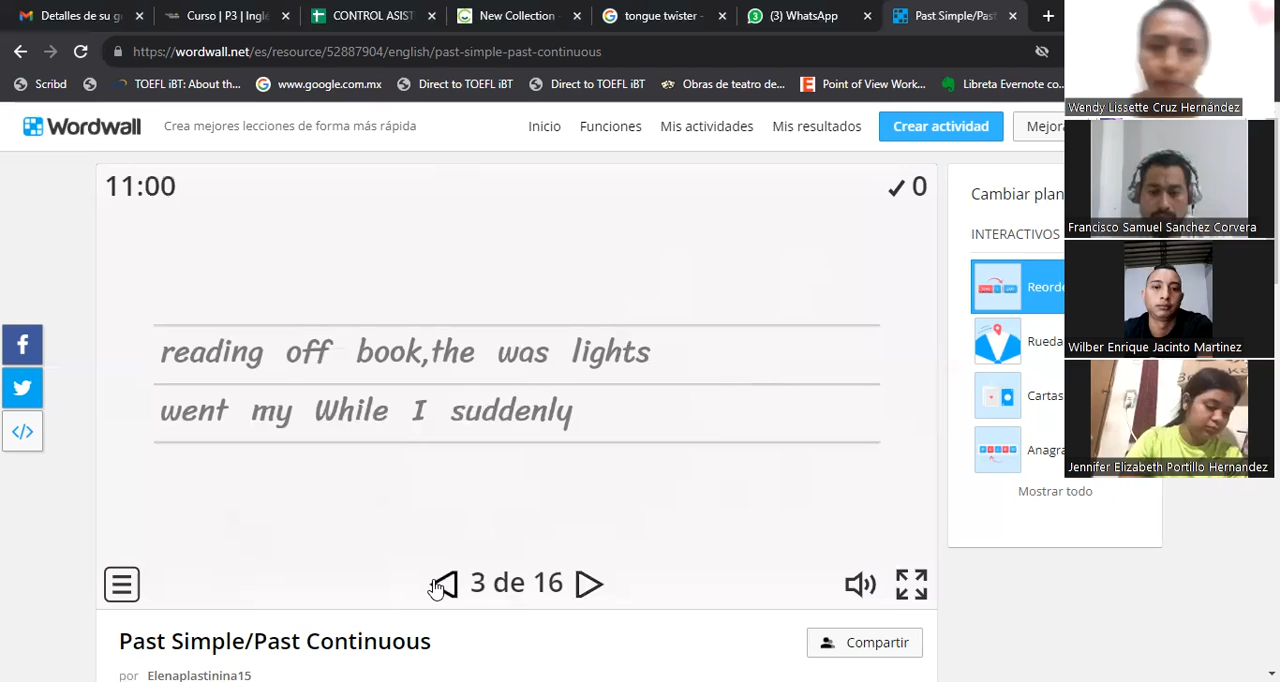 Detalles de su g
Curso | P3 | Inglé
CONTROL ASIST
New Collection -
tongue twister -
(3) WhatsApp
Past Simple/Past
https://wordwall.net/es/resource/52887904/english/past-simple-past-continuous
Scribd
TOEFL iBT: About th...
www.google.com.mx
Direct to TOEFL iBT
Direct to TOEFL iBT
Obras de teatro de...
Point of View Work...
Libreta Evernote co...
Wordwall
Crea mejores lecciones de forma más rápida
Inicio
Funciones
Mis actividades
Mis resultados
Crear actividad
Mejora
11:00
✓ 0
reading off book,the was lights
went my While I suddenly
3 de 16
Past Simple/Past Continuous
por Elenaplastinina15
Compartir
Cambiar plan
INTERACTIVOS
Reorde
Rueda
Cartas
Anagra
Mostrar todo
Wendy Lissette Cruz Hernández
Francisco Samuel Sanchez Corvera
Wilber Enrique Jacinto Martinez
Jennifer Elizabeth Portillo Hernandez